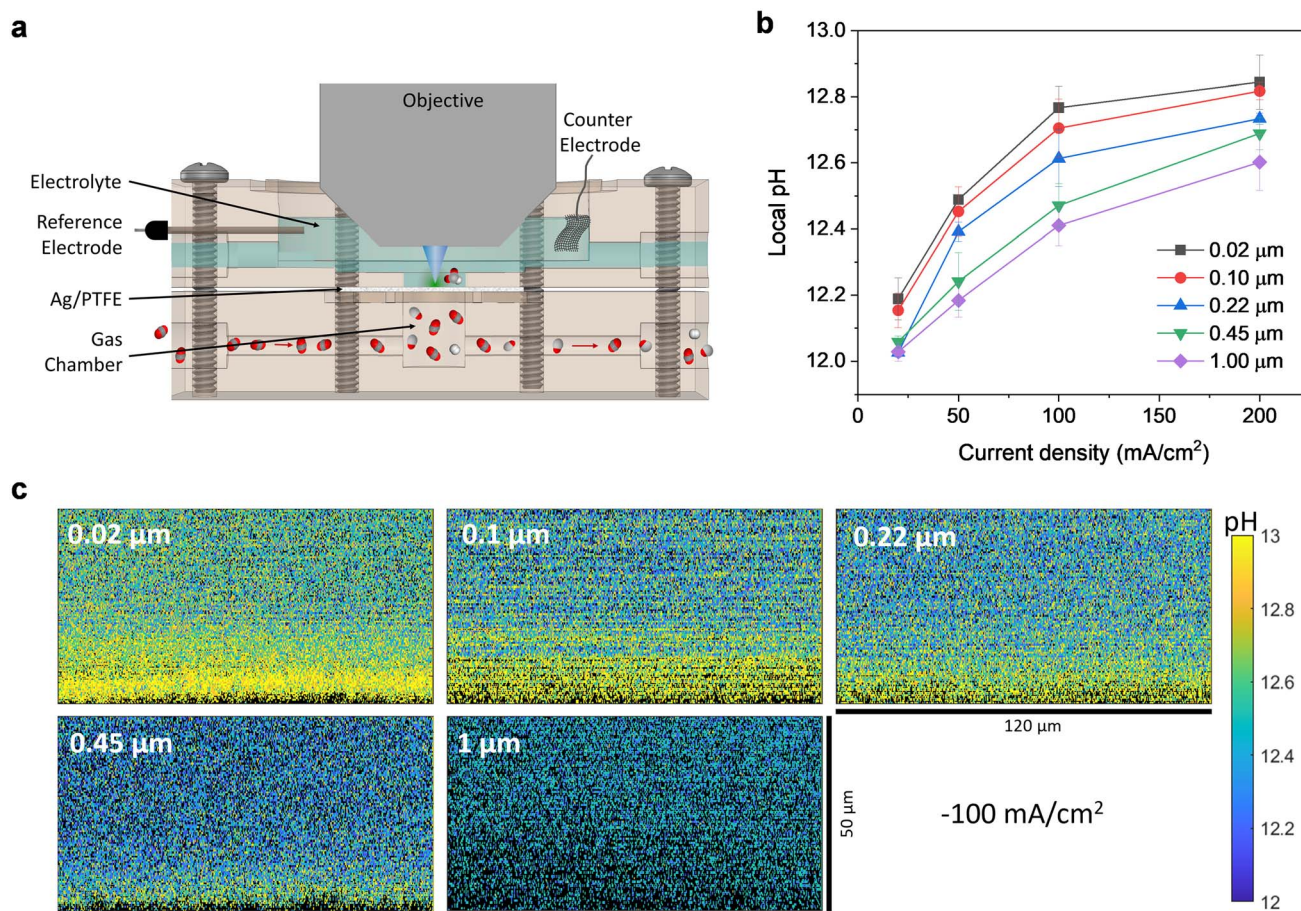 a
Objective
Counter
Electrode
Electrolyte
Reference
Electrode
Ag/PTFE
Gas
Chamber
b
13.0
12.8
12.6
12.4
12.2
12.0
Local pH
0
50
100
150
200
Current density (mA/cm²)
0.02 μm
0.10 μm
0.22 μm
0.45 μm
1.00 μm
c
0.02 μm
0.1 μm
0.22 μm
0.45 μm
1 μm
120 μm
50 μm
-100 mA/cm²
pH
13
12.8
12.6
12.4
12.2
12